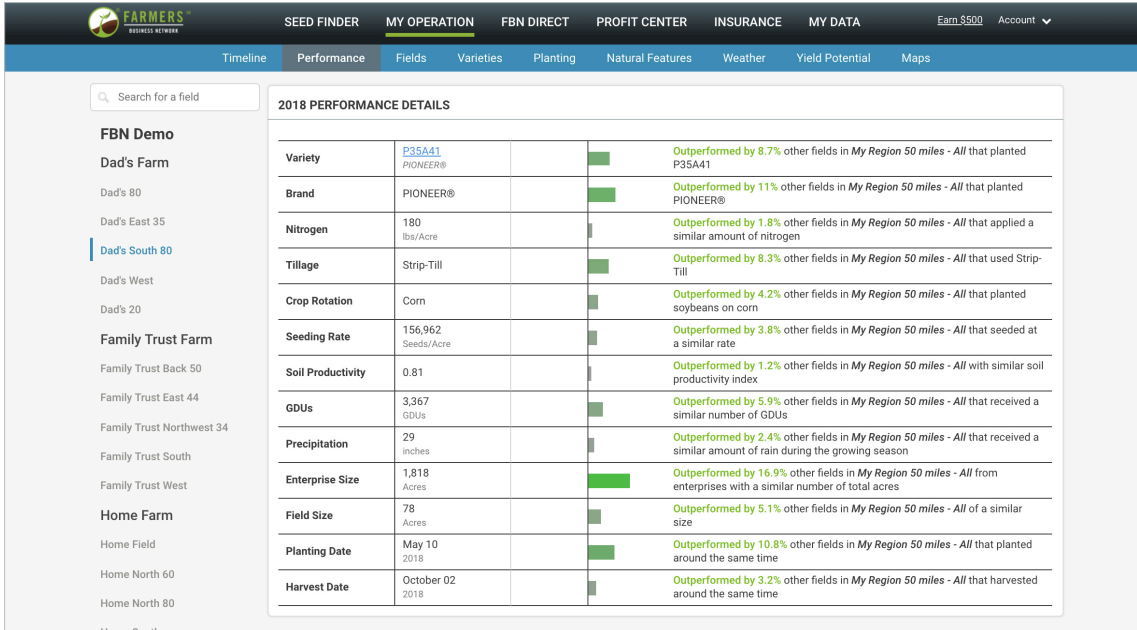 FARMERS™
BUSINESS NETWORK
SEED FINDER MY OPERATION FBN DIRECT PROFIT CENTER INSURANCE MY DATA Earn $500 Account
Timeline Performance Fields Varieties Planting Natural Features Weather Yield Potential Maps
Search for a field
FBN Demo
Dad's Farm
Dad's 80
Dad's East 35
Dad's South 80
Dad's West
Dad's 20
Family Trust Farm
Family Trust Back 50
Family Trust East 44
Family Trust Northwest 34
Family Trust South
Family Trust West
Home Farm
Home Field
Home North 60
Home North 80
2018 PERFORMANCE DETAILS
Variety
P35A41
PIONEER®
Outperformed by 8.7% other fields in My Region 50 miles - All that planted
P35A41
Brand
PIONEER®
Outperformed by 11% other fields in My Region 50 miles - All that planted
PIONEER®
Nitrogen
180
lbs/Acre
Outperformed by 1.8% other fields in My Region 50 miles - All that applied a
similar amount of nitrogen
Tillage
Strip-Till
Outperformed by 8.3% other fields in My Region 50 miles - All that used Strip-
Till
Crop Rotation
Corn
Outperformed by 4.2% other fields in My Region 50 miles - All that planted
soybeans on corn
Seeding Rate
156,962
Seeds/Acre
Outperformed by 3.8% other fields in My Region 50 miles - All that seeded at
a similar rate
Soil Productivity
0.81
Outperformed by 1.2% other fields in My Region 50 miles - All with similar soil
productivity index
GDUs
3,367
GDUs
Outperformed by 5.9% other fields in My Region 50 miles - All that received a
similar number of GDUs
Precipitation
29
inches
Outperformed by 2.4% other fields in My Region 50 miles - All that received a
similar amount of rain during the growing season
Enterprise Size
1,818
Acres
Outperformed by 16.9% other fields in My Region 50 miles - All from
enterprises with a similar number of total acres
Field Size
78
Acres
Outperformed by 5.1% other fields in My Region 50 miles - All of a similar
size
Planting Date
May 10
2018
Outperformed by 10.8% other fields in My Region 50 miles - All that planted
around the same time
Harvest Date
October 02
2018
Outperformed by 3.2% other fields in My Region 50 miles - All that harvested
around the same time